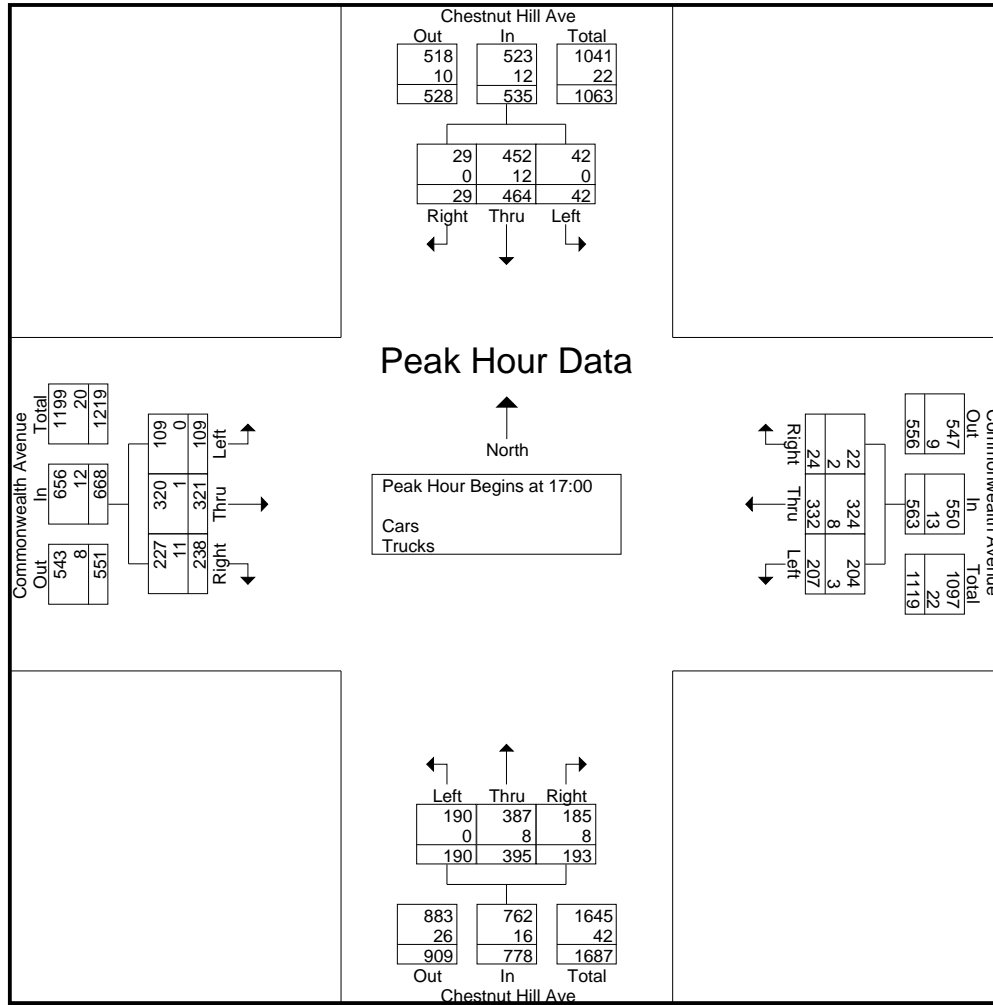 Chestnut Hill Ave
Out In Total
518 523 1041
10 12 22
528 535 1063
29 452 42
0 12 0
29 464 42
Right Thru Left
Peak Hour Data
North
Peak Hour Begins at 17:00
Cars
Trucks
Commonwealth Avenue
Total In Out
1199 656 543
20 12 8
1219 668 551
109 320 227
0 1 11
109 321 238
Left Thru Right
Commonwealth Avenue
Out In Total
547 550 1097
9 13 22
556 563 1119
22 324 204
2 8 3
24 332 207
Right Thru Left
Left Thru Right
190 387 185
0 8 8
190 395 193
883 762 1645
26 16 42
909 778 1687
Out In Total
Chestnut Hill Ave